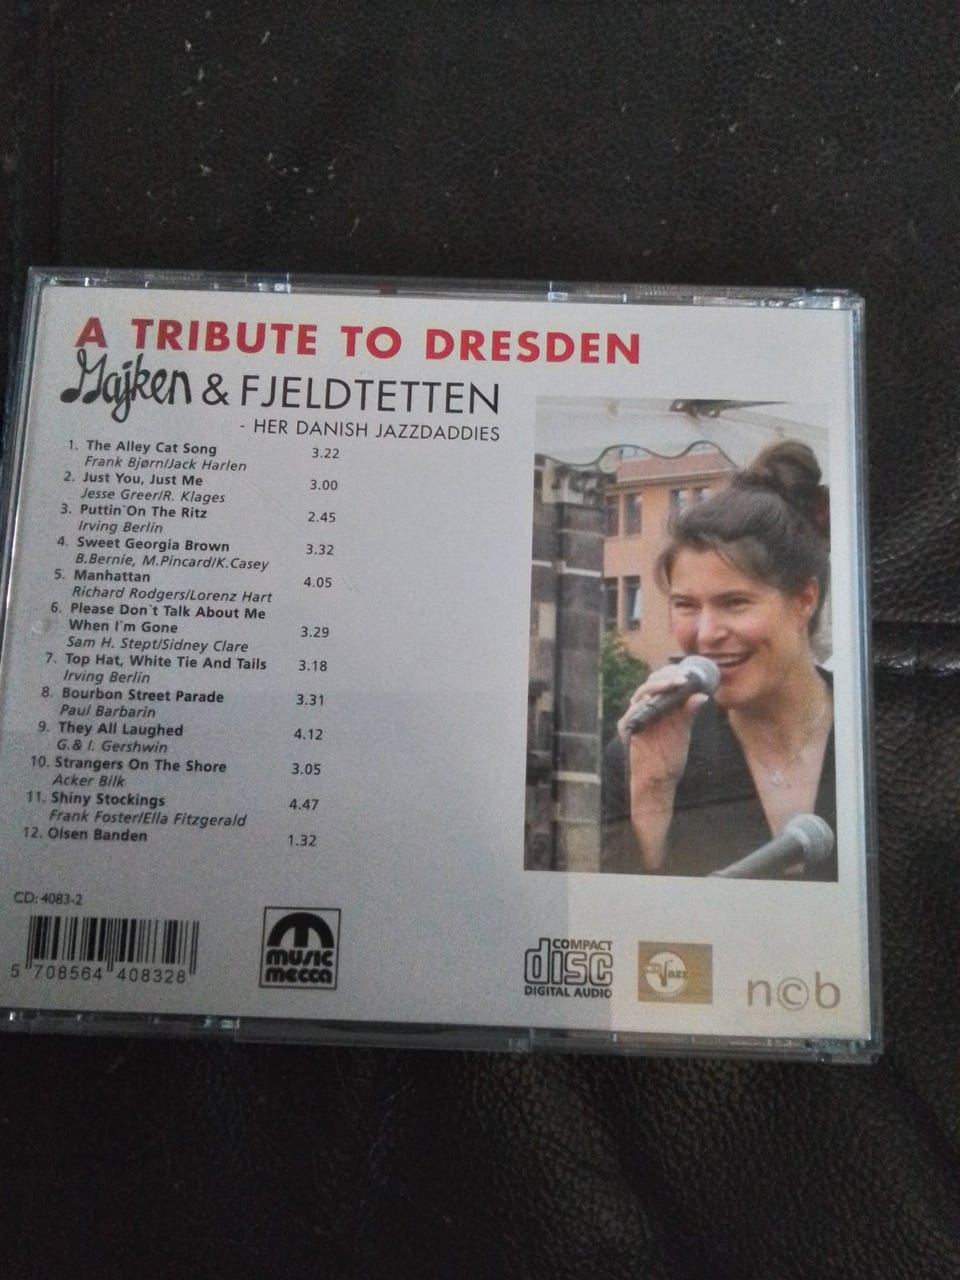 A TRIBUTE TO DRESDEN
Majken & FJELDTETTEN
- HER DANISH JAZZDADDIES
1. The Alley Cat Song 3.22
Frank Bjørn/Jack Harlen
2. Just You, Just Me 3.00
Jesse Greer/R. Klages
3. Puttin`On The Ritz 2.45
Irving Berlin
4. Sweet Georgia Brown 3.32
B.Bernie, M.Pincard/K.Casey
5. Manhattan 4.05
Richard Rodgers/Lorenz Hart
6. Please Don`t Talk About Me
When I`m Gone 3.29
Sam H. Stept/Sidney Clare
7. Top Hat, White Tie And Tails 3.18
Irving Berlin
8. Bourbon Street Parade 3.31
Paul Barbarin
9. They All Laughed 4.12
G.& I. Gershwin
10. Strangers On The Shore 3.05
Acker Bilk
11. Shiny Stockings 4.47
Frank Foster/Ella Fitzgerald
12. Olsen Banden 1.32
CD: 4083-2
5 708564 408328
music
mecca
COMPACT
disc
DIGITAL AUDIO
Jazz
n©b